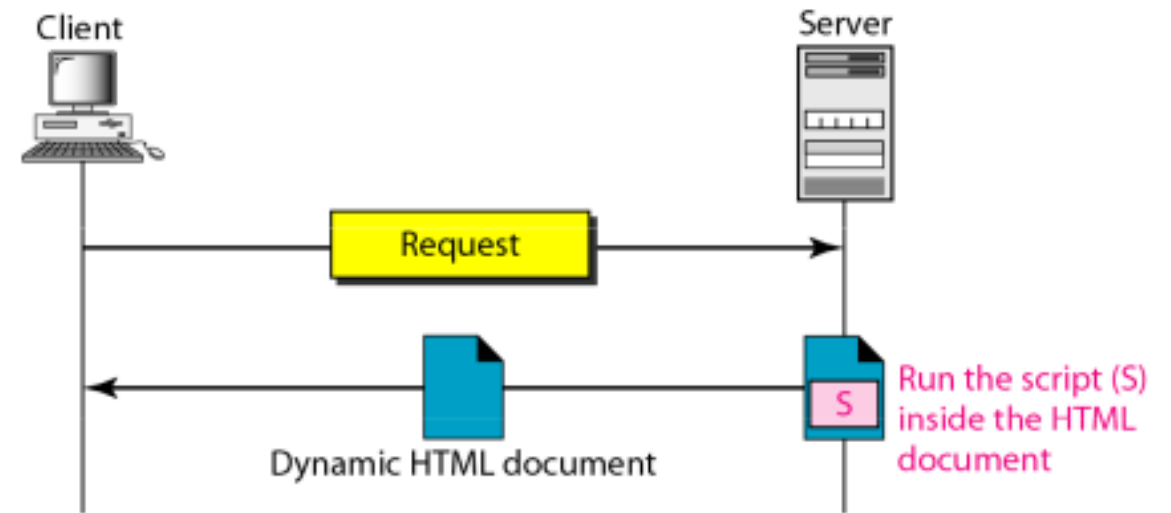 Client
Server
Request
S
Run the script (S)
inside the HTML
document
Dynamic HTML document